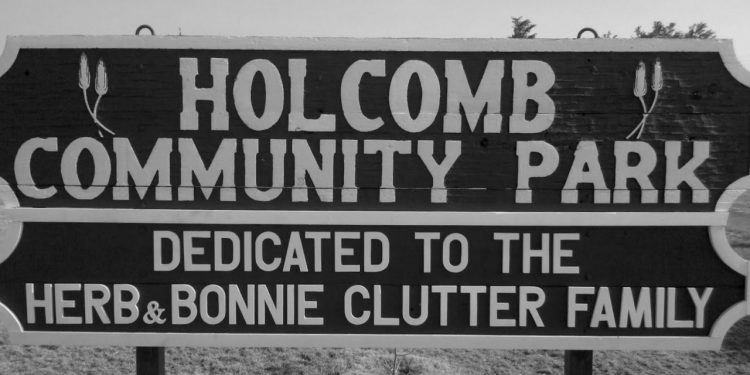 HOLCOMB
COMMUNITY PARK
DEDICATED TO THE
HERB & BONNIE CLUTTER FAMILY